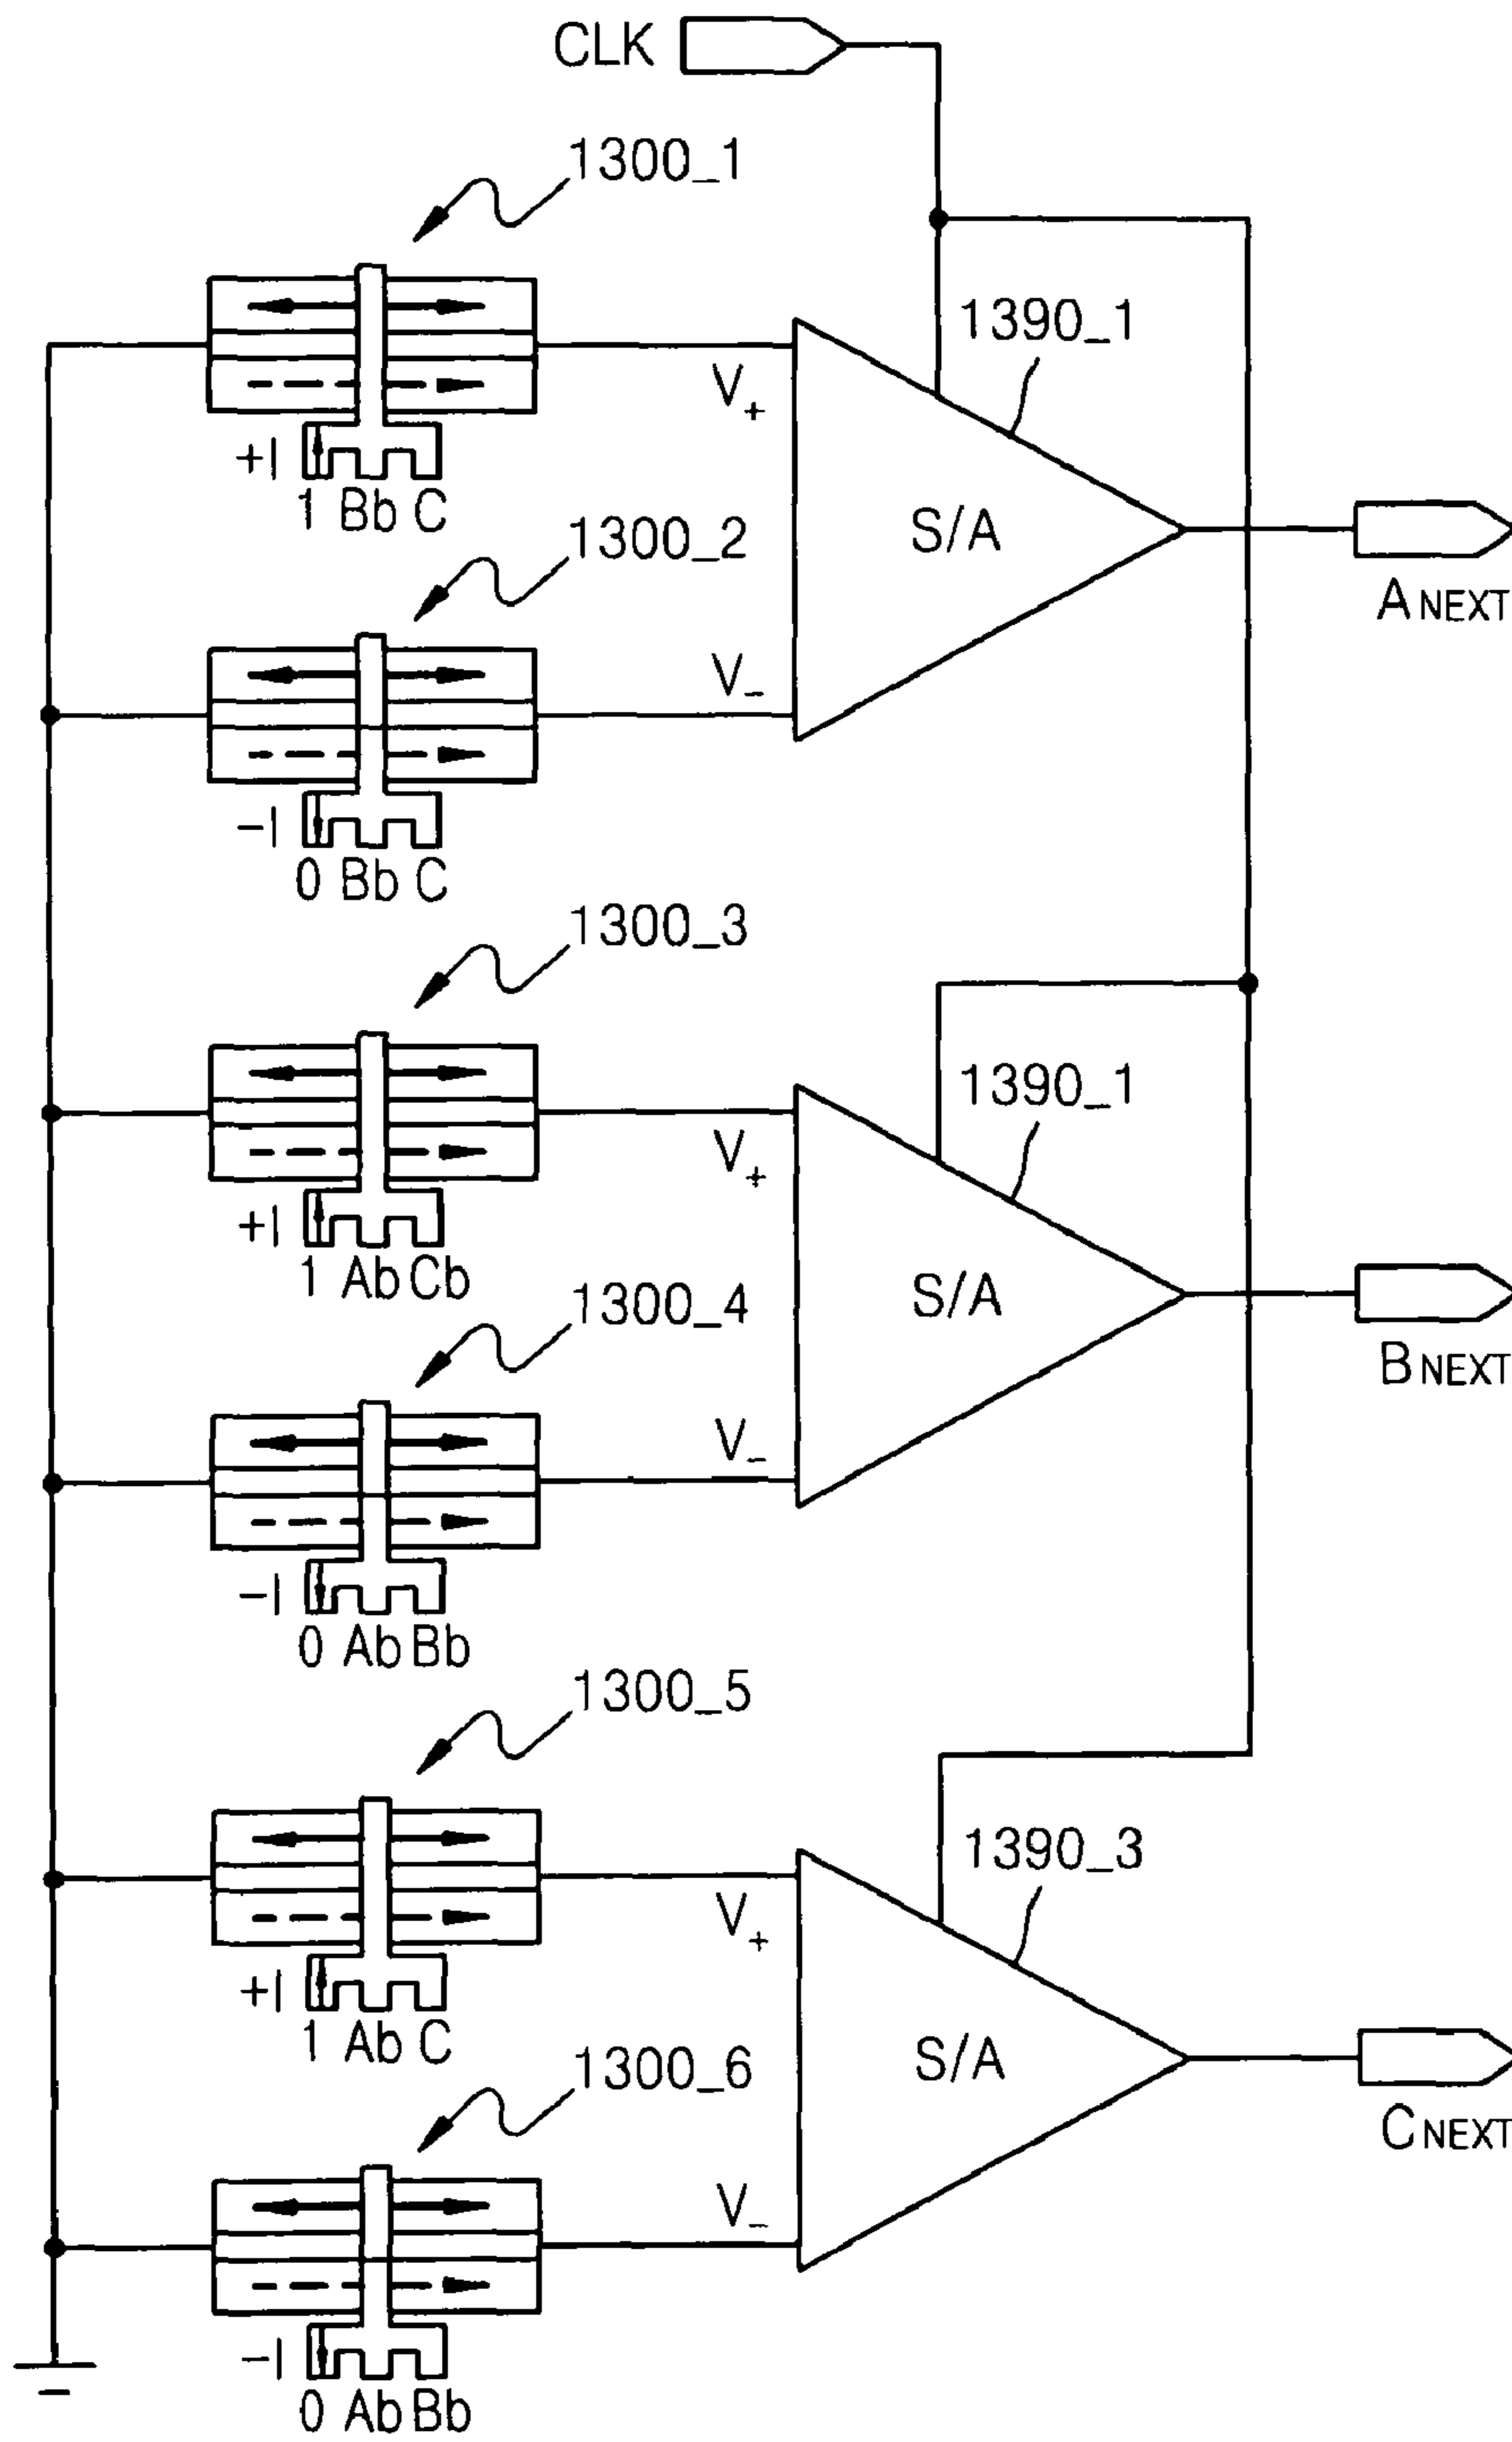 CLK
1300_1
1390_1
V+
+I
1 Bb C
1300_2
S/A
ANEXT
V-
-I
0 Bb C
1300_3
1390_1
V+
+I
1 Ab Cb
1300_4
S/A
BNEXT
V-
-I
0 Ab Bb
1300_5
1390_3
V+
+I
1 Ab C
1300_6
S/A
CNEXT
V-
-I
0 Ab Bb